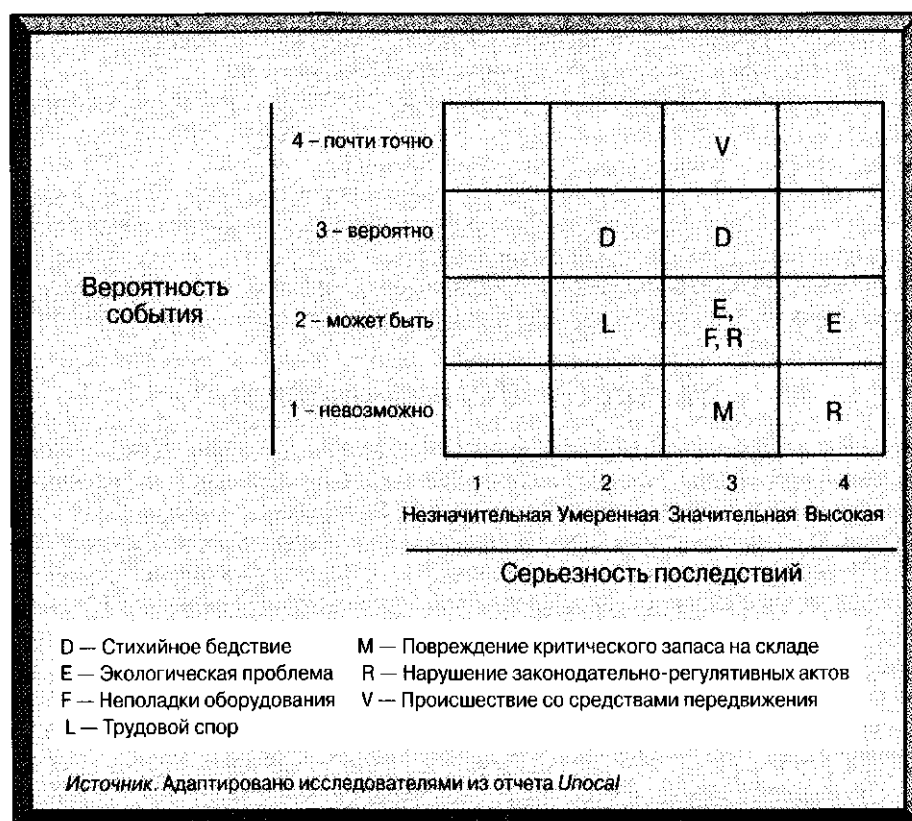 4 – почти точно
V
3 – вероятно
D
D
Вероятность
события
2 – может быть
L
E,
F, R
E
1 – невозможно
M
R
1 2 3 4
Незначительная Умеренная Значительная Высокая
Серьезность последствий
D — Стихийное бедствие
E — Экологическая проблема
F — Неполадки оборудования
L — Трудовой спор
M — Повреждение критического запаса на складе
R — Нарушение законодательно-регулятивных актов
V — Происшествие со средствами передвижения
Источник. Адаптировано исследователями из отчета Unocal